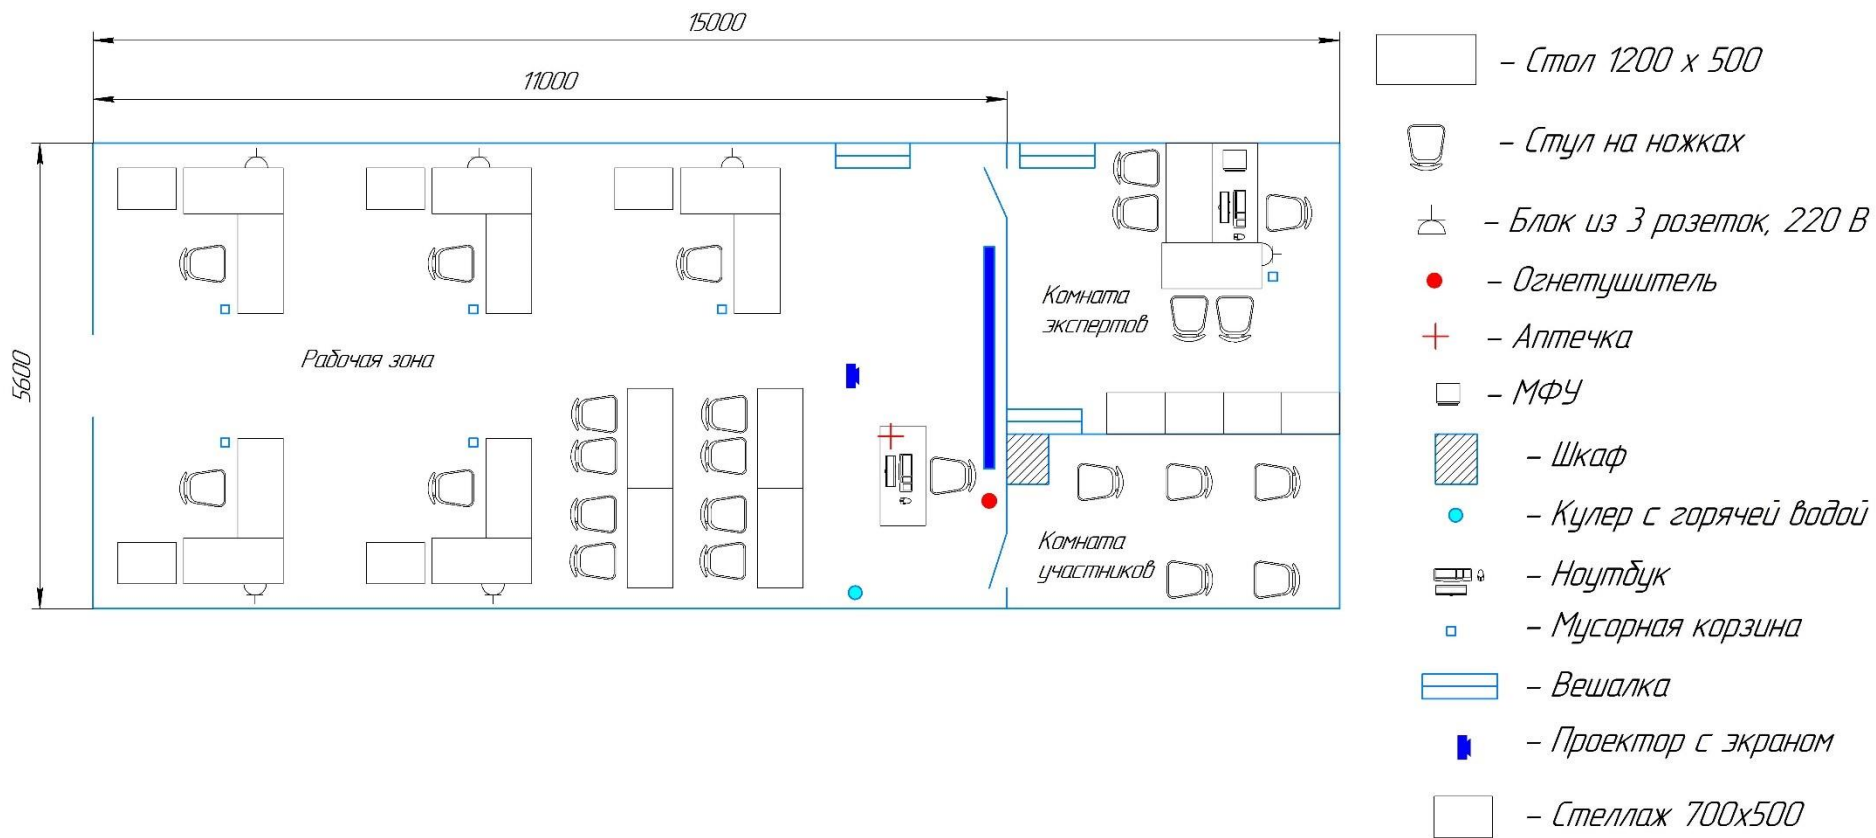 15000
11000
5600
Рабочая зона
Комната
экспертов
Комната
участников
- Стол 1200 х 500
- Стул на ножках
- Блок из 3 розеток, 220 В
- Огнетушитель
- Аптечка
- МФУ
- Шкаф
- Кулер с горячей водой
- Ноутбук
- Мусорная корзина
- Вешалка
- Проектор с экраном
- Стеллаж 700х500